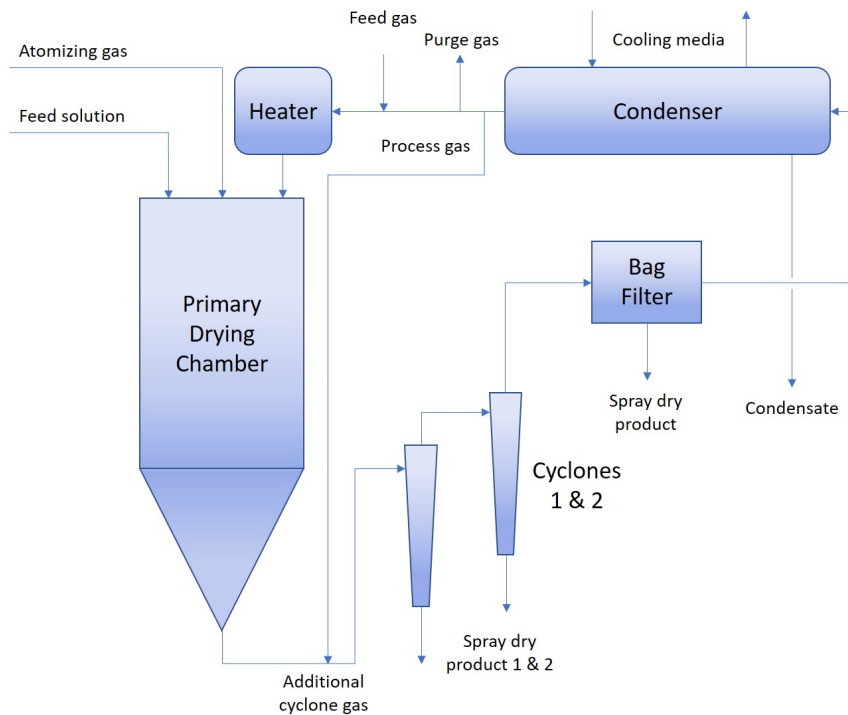 Feed gas
Purge gas
Cooling media
Atomizing gas
Feed solution
Heater
Condenser
Process gas
Primary
Drying
Chamber
Bag
Filter
Spray dry
product
Condensate
Cyclones
1 & 2
Spray dry
product 1 & 2
Additional
cyclone gas